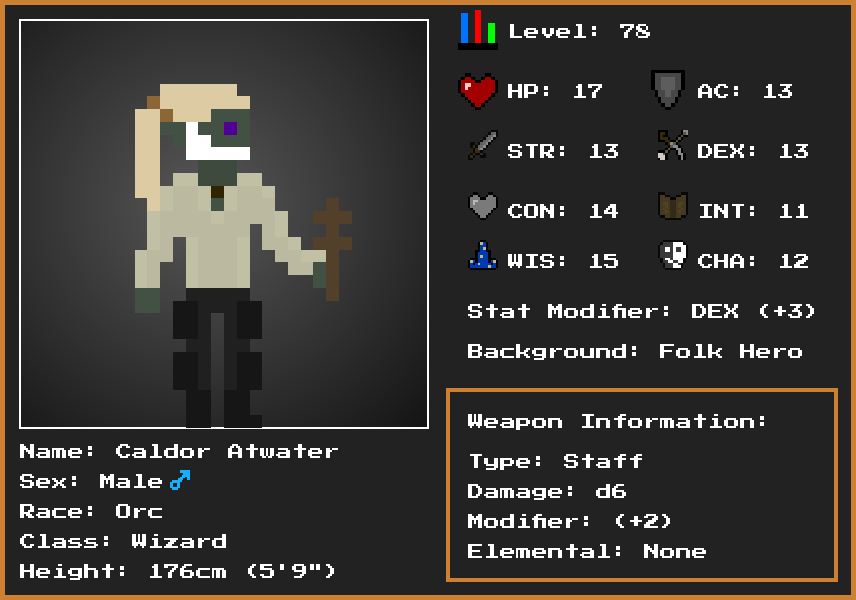 Level: 78
HP: 17
AC: 13
STR: 13
DEX: 13
CON: 14
INT: 11
WIS: 15
CHA: 12
Stat Modifier: DEX (+3)
Background: Folk Hero
Weapon Information:
Type: Staff
Damage: d6
Modifier: (+2)
Elemental: None
Name: Caldor Atwater
Sex: Male ♂
Race: Orc
Class: Wizard
Height: 176cm (5'9")